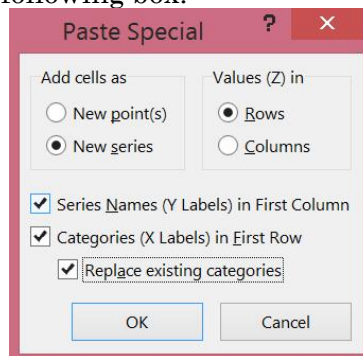 following box:
Paste Special ? ×
Add cells as Values (Z) in
New point(s) Rows
New series Columns
Series Names (Y Labels) in First Column
Categories (X Labels) in First Row
Replace existing categories
OK Cancel